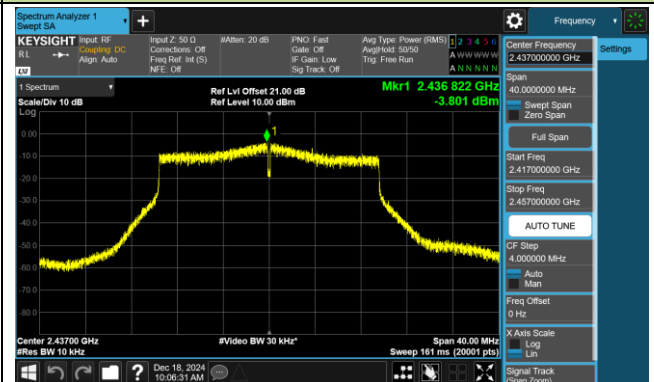 Spectrum Analyzer 1
Swept SA
+
Frequency
KEYSIGHT
RL
LXI
Input: RF
Coupling: DC
Align: Auto
Input Z: 50 Ω
Corrections: Off
Freq Ref: Int (S)
NFE: Off
#Atten: 20 dB
PNO: Fast
Gate: Off
IF Gain: Low
Sig Track: Off
Avg Type: Power (RMS)
Avg|Hold: 50/50
Trig: Free Run
1 2 3 4 5 6
A W W W W W
A N N N N N
1 Spectrum
Scale/Div 10 dB
Log
Ref Lvl Offset 21.00 dB
Ref Level 10.00 dBm
Mkr1 2.436 822 GHz
-3.801 dBm
1
0.00
-10.0
-20.0
-30.0
-40.0
-50.0
-60.0
-70.0
-80.0
Center 2.43700 GHz
#Res BW 10 kHz
#Video BW 30 kHz*
Span 40.00 MHz
Sweep 161 ms (20001 pts)
Dec 18, 2024
10:06:31 AM
?
Center Frequency
2.437000000 GHz
Span
40.0000000 MHz
Swept Span
Zero Span
Full Span
Start Freq
2.417000000 GHz
Stop Freq
2.457000000 GHz
AUTO TUNE
CF Step
4.000000 MHz
Auto
Man
Freq Offset
0 Hz
X Axis Scale
Log
Lin
Signal Track
(Span Zoom)
Settings